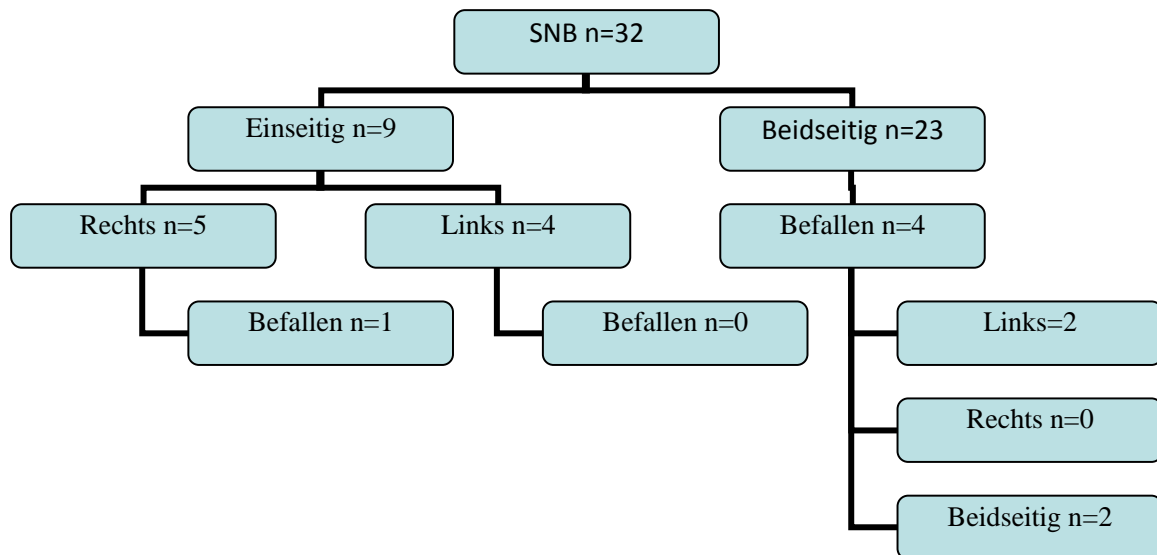 SNB n=32
Einseitig n=9
Beidseitig n=23
Rechts n=5
Links n=4
Befallen n=4
Befallen n=1
Befallen n=0
Links=2
Rechts n=0
Beidseitig n=2